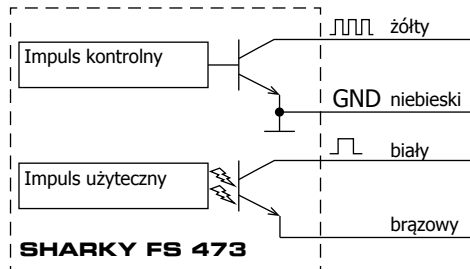 żółty
Impuls kontrolny
GND niebieski
biały
Impuls użyteczny
brązowy
SHARKY FS 473